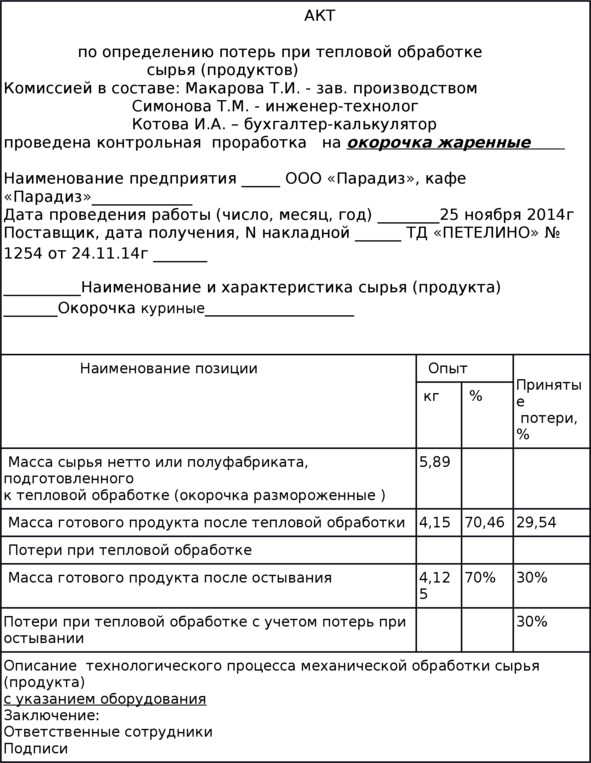 АКТ
по определению потерь при тепловой обработке
сырья (продуктов)
Комиссией в составе: Макарова Т.И. - зав. производством
Симонова Т.М. - инженер-технолог
Котова И.А. – бухгалтер-калькулятор
проведена контрольная проработка на окорочка жаренные____
Наименование предприятия _____ ООО «Парадиз», кафе
«Парадиз»_____________
Дата проведения работы (число, месяц, год) ________25 ноября 2014г
Поставщик, дата получения, N накладной ______ ТД «ПЕТЕЛИНО» №
1254 от 24.11.14г _______
__________Наименование и характеристика сырья (продукта)
_______Окорочка куриные___________________
Наименование позиции
Опыт
Приняты
е
потери,
%
кг
%
Масса сырья нетто или полуфабриката,
подготовленного
к тепловой обработке (окорочка размороженные )
5,89
Масса готового продукта после тепловой обработки
4,15
70,46
29,54
Потери при тепловой обработке
Масса готового продукта после остывания
4,12
5
70%
30%
Потери при тепловой обработке с учетом потерь при
остывании
30%
Описание технологического процесса механической обработки сырья
(продукта)
с указанием оборудования
Заключение:
Ответственные сотрудники
Подписи